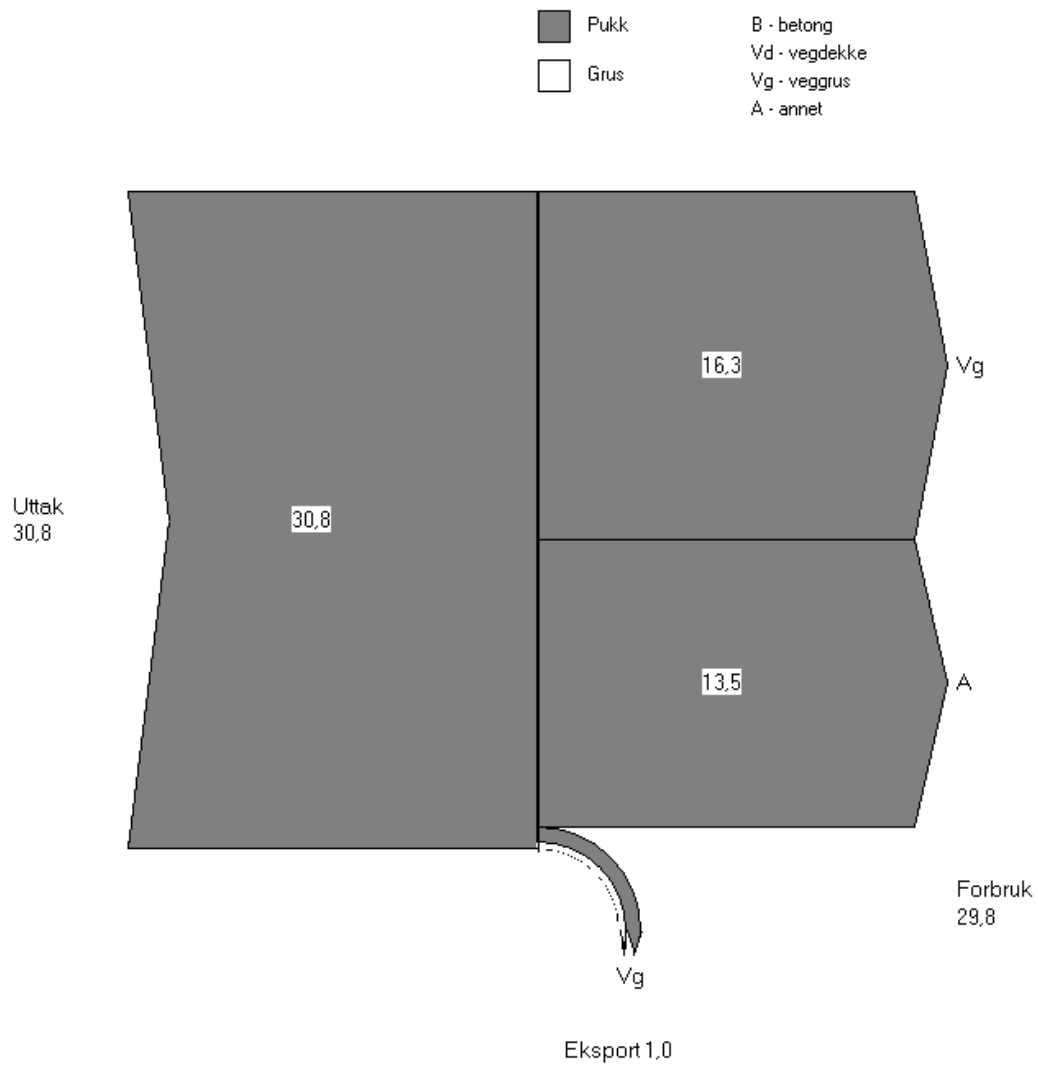 Pukk
Grus
B - betong
Vd - vegdekke
Vg - veggrus
A - annet
Uttak
30,8
30,8
16,3
Vg
13,5
A
Forbruk
29,8
Vg
Eksport 1,0